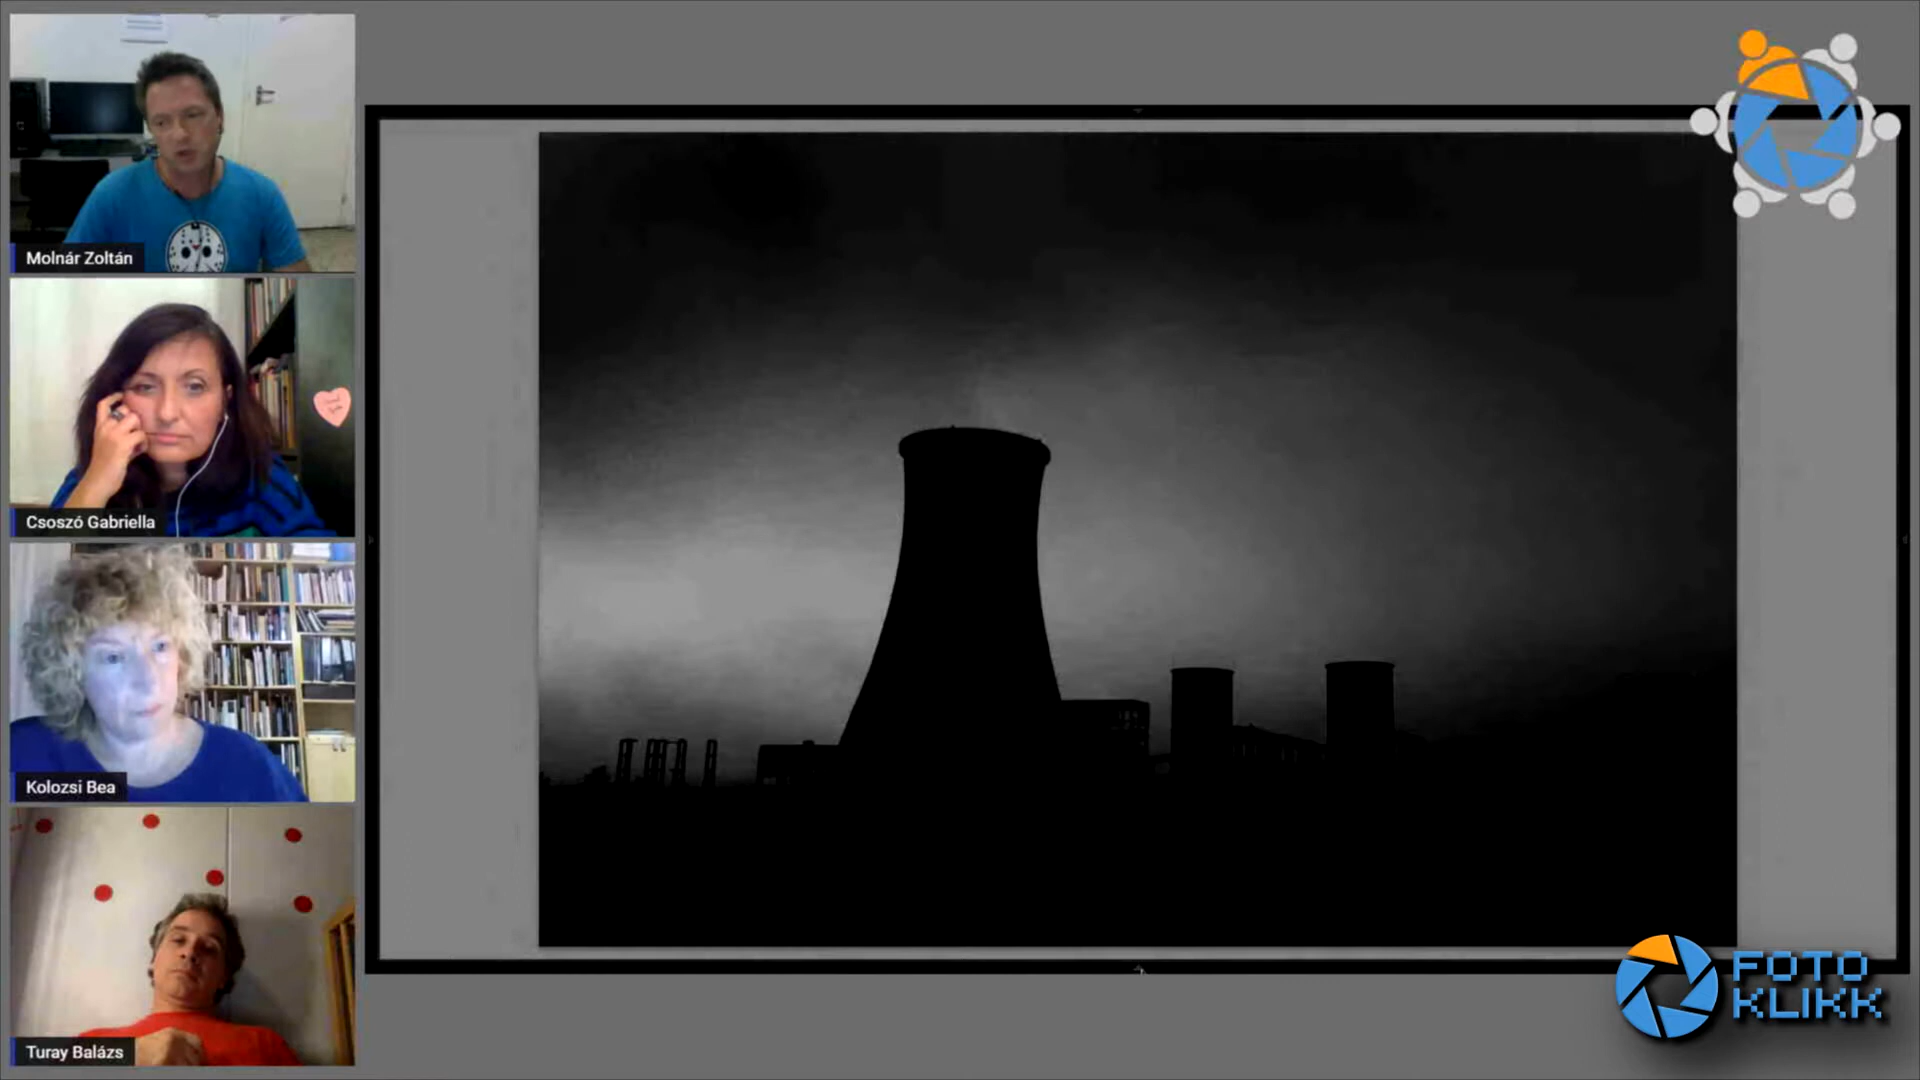 Molnár Zoltán
Csoszó Gabriella
Kolozsi Bea
Turay Balázs
FOTO
KLIKK